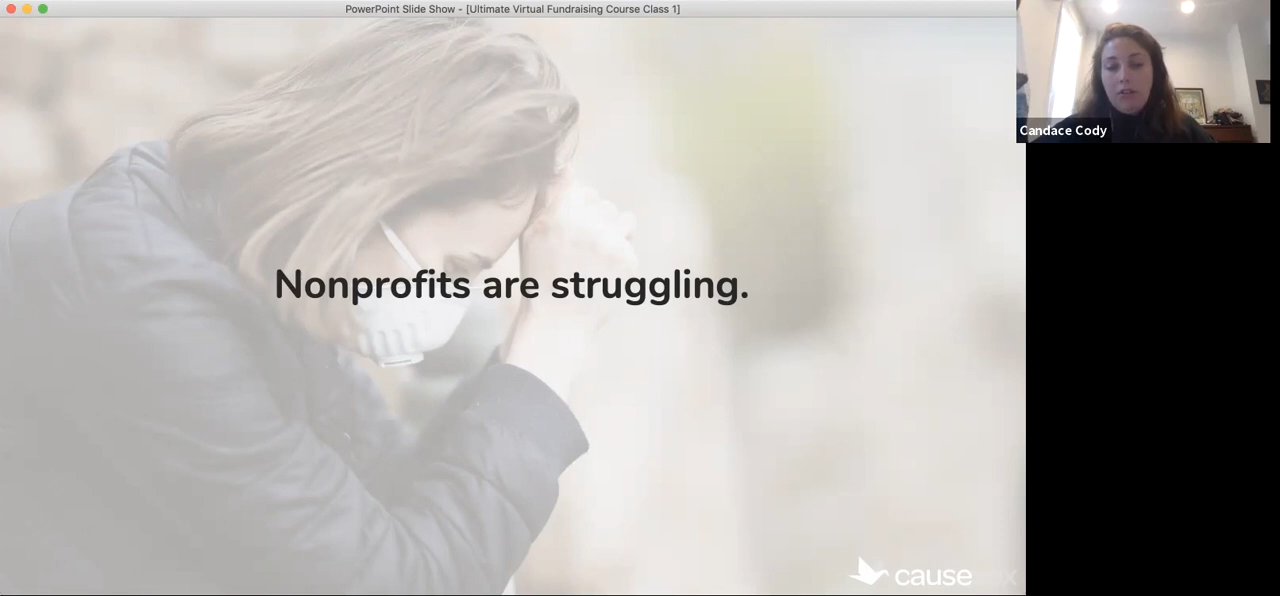 PowerPoint Slide Show - [Ultimate Virtual Fundraising Course Class 1]
Candace Cody
Nonprofits are struggling.
cause